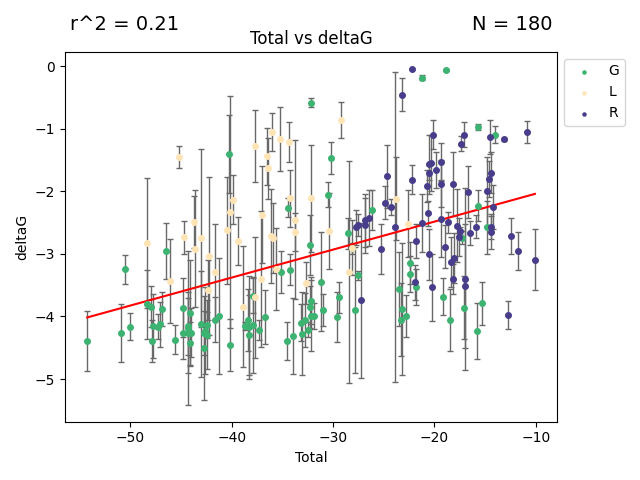 r^2 = 0.21 N = 180
Total vs deltaG
G
L
R
0
−1
−2
−3
−4
−5
deltaG
−50 −40 −30 −20 −10
Total